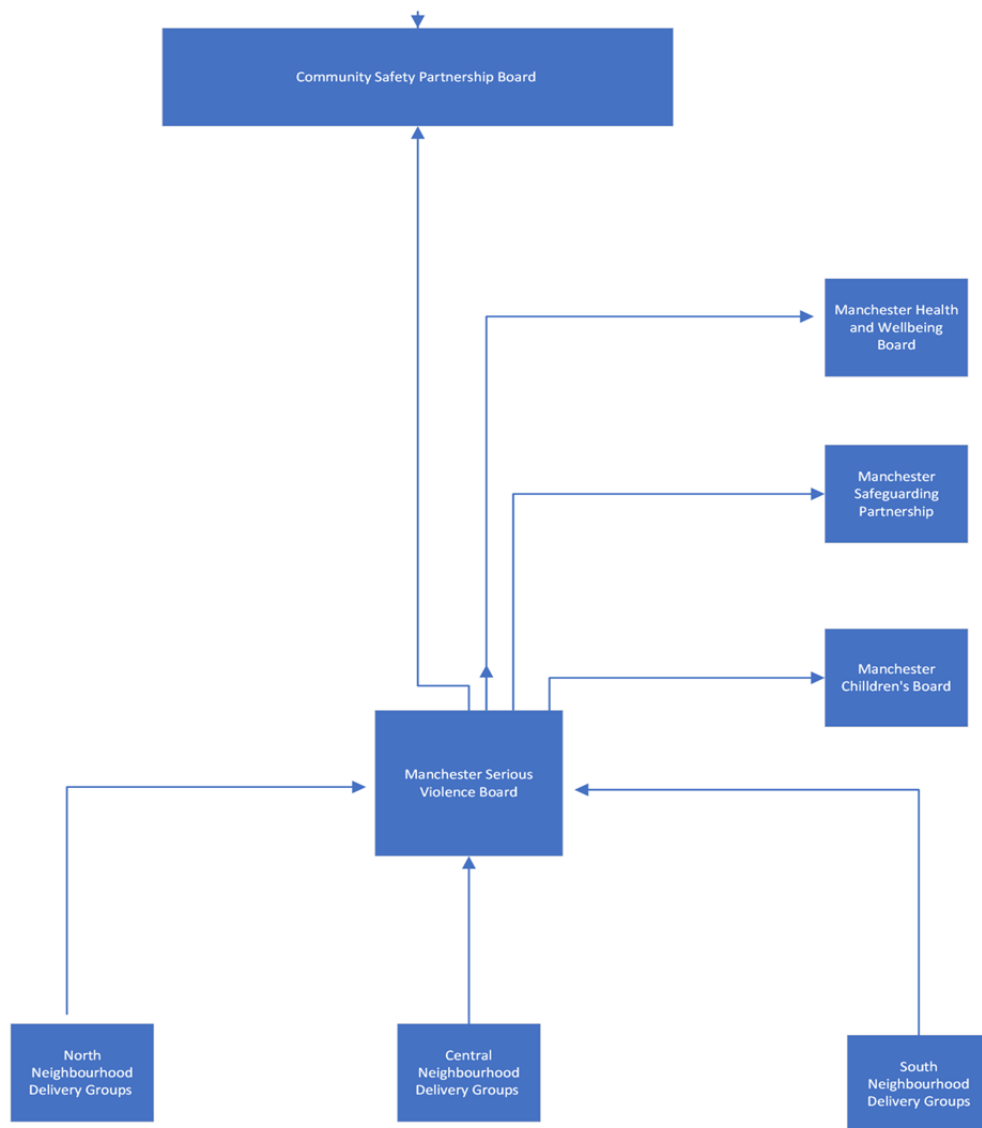 Community Safety Partnership Board
Manchester Health
and Wellbeing
Board
Manchester
Safeguarding
Partnership
Manchester
Chilldren's Board
Manchester Serious
Violence Board
North
Neighbourhood
Delivery Groups
Central
Neighbourhood
Delivery Groups
South
Neighbourhood
Delivery Groups